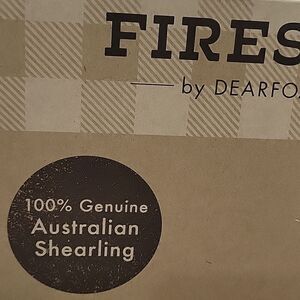 FIRES
by DEARFO
100% Genuine
Australian
Shearling